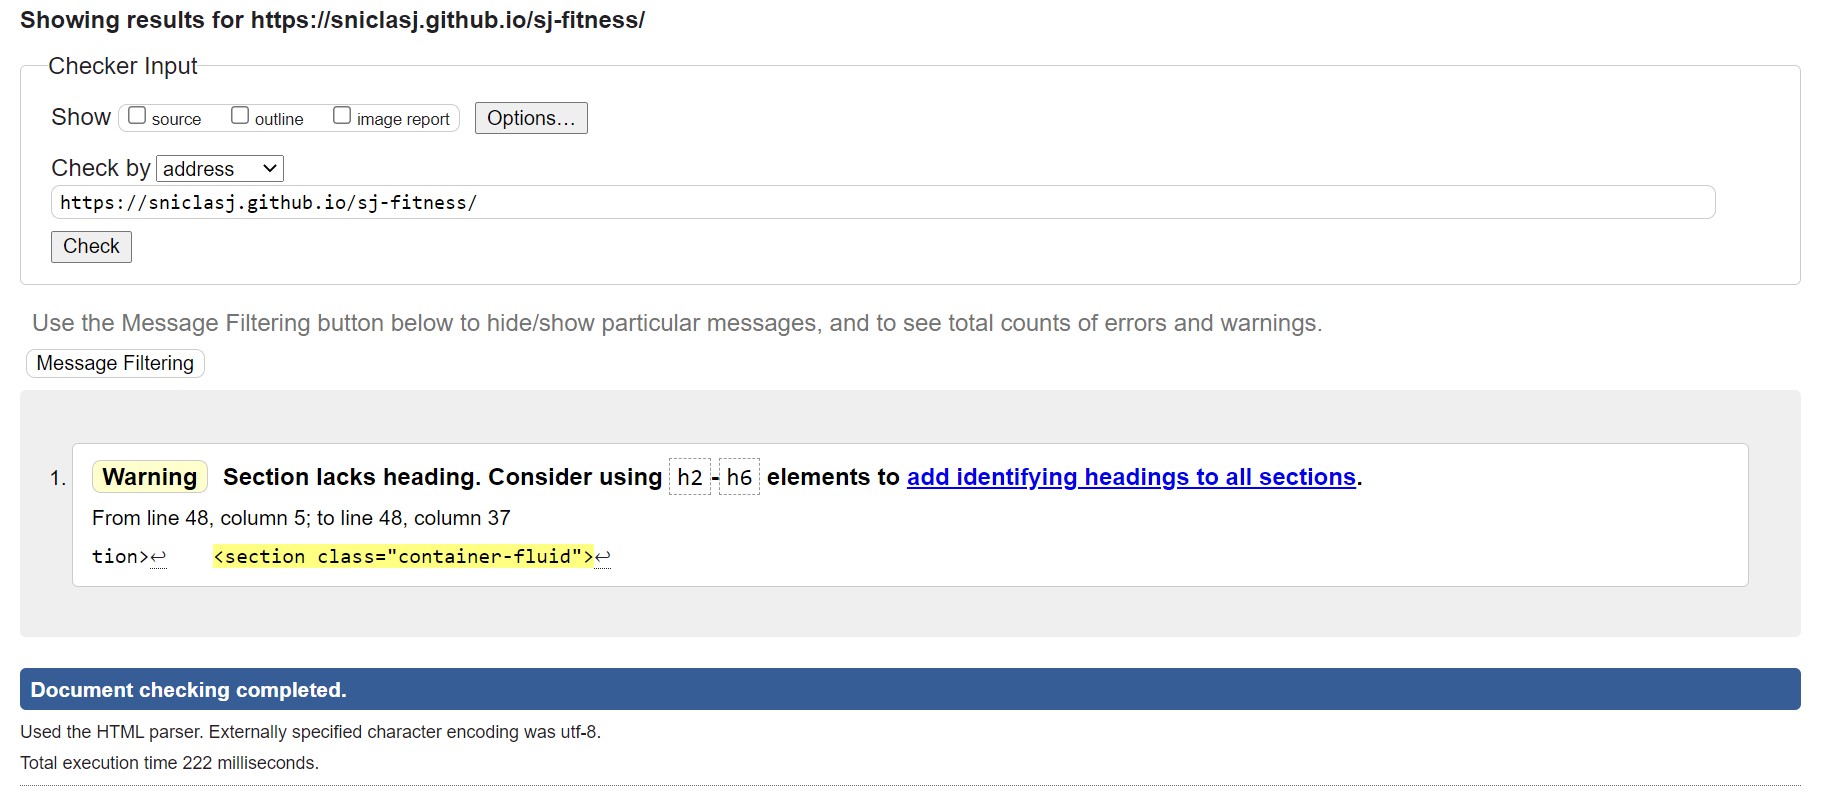 Showing results for https://sniclasj.github.io/sj-fitness/
Checker Input
Show source outline image report Options...
Check by address
https://sniclasj.github.io/sj-fitness/
Check
Use the Message Filtering button below to hide/show particular messages, and to see total counts of errors and warnings.
Message Filtering
1. Warning Section lacks heading. Consider using h2-h6 elements to add identifying headings to all sections.
From line 48, column 5; to line 48, column 37
tion>↩ <section class="container-fluid">↩
Document checking completed.
Used the HTML parser. Externally specified character encoding was utf-8.
Total execution time 222 milliseconds.